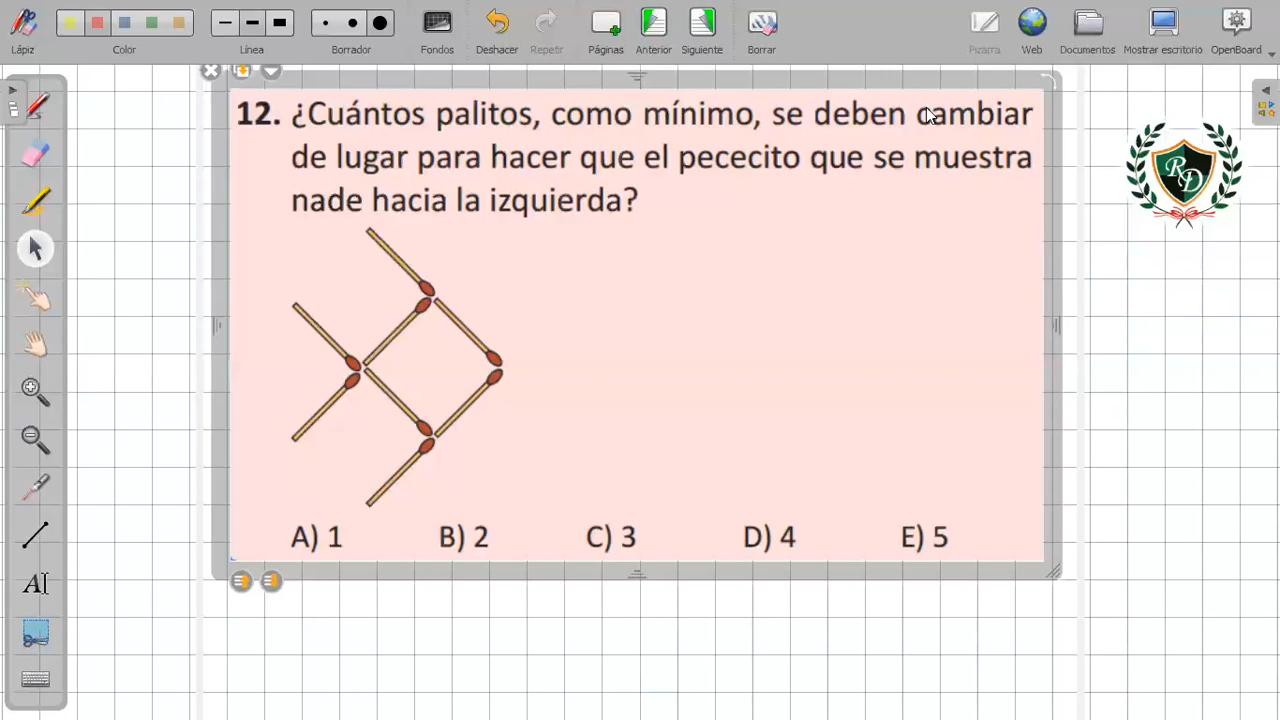 Lápiz
Color
Línea
Borrador
Fondos
Deshacer
Repetir
Páginas
Anterior
Siguiente
Borrar
Pizarra
Web
Documentos
Mostrar escritorio
OpenBoard
12. ¿Cuántos palitos, como mínimo, se deben cambiar
de lugar para hacer que el pececito que se muestra
nade hacia la izquierda?
A) 1
B) 2
C) 3
D) 4
E) 5
RD
A